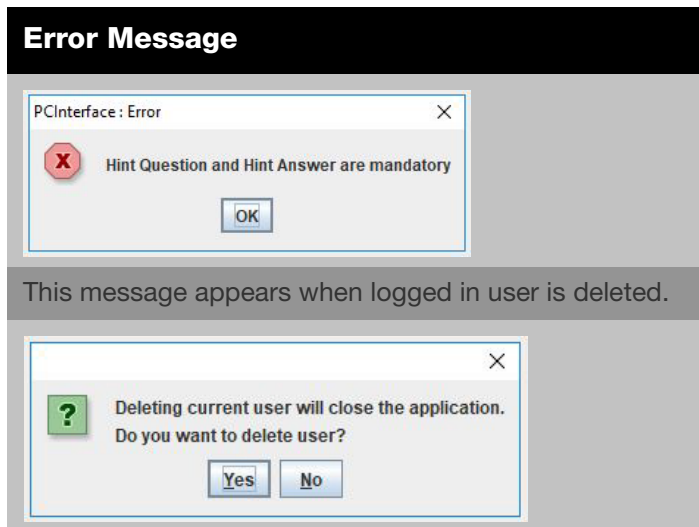 Error Message
PCInterface : Error
Hint Question and Hint Answer are mandatory
OK
This message appears when logged in user is deleted.
Deleting current user will close the application.
Do you want to delete user?
Yes No